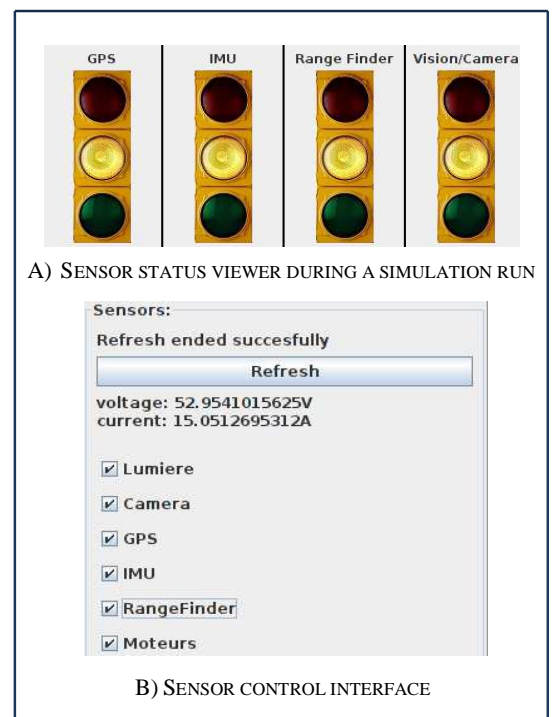 GPS IMU Range Finder Vision/Camera
A) SENSOR STATUS VIEWER DURING A SIMULATION RUN
Sensors:
Refresh ended succesfully
Refresh
voltage: 52.9541015625V
current: 15.0512695312A
Lumiere
Camera
GPS
IMU
RangeFinder
Moteurs
B) SENSOR CONTROL INTERFACE